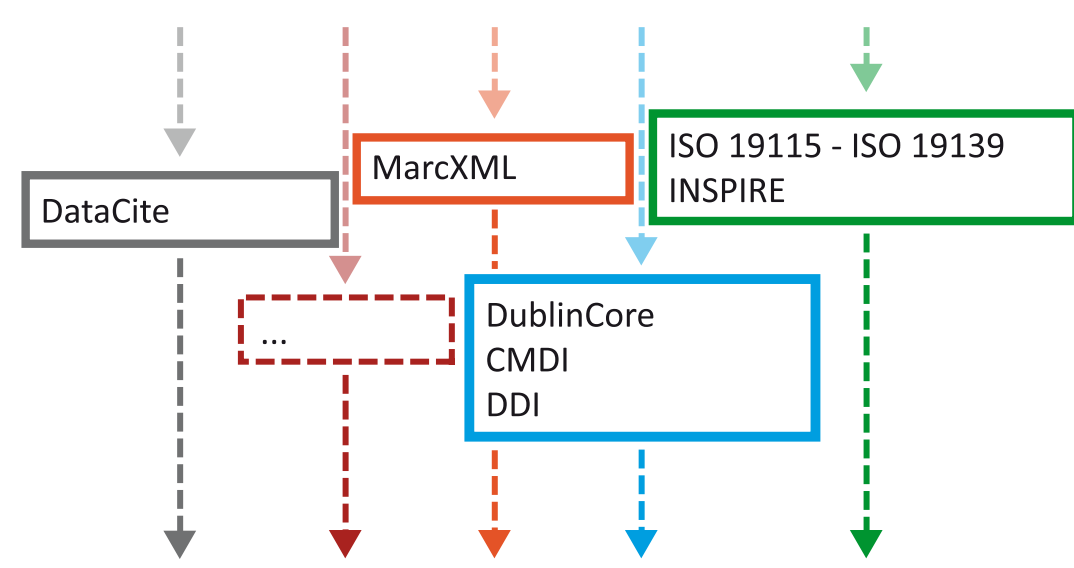 DataCite
MarcXML
ISO 19115 - ISO 19139
INSPIRE
...
DublinCore
CMDI
DDI